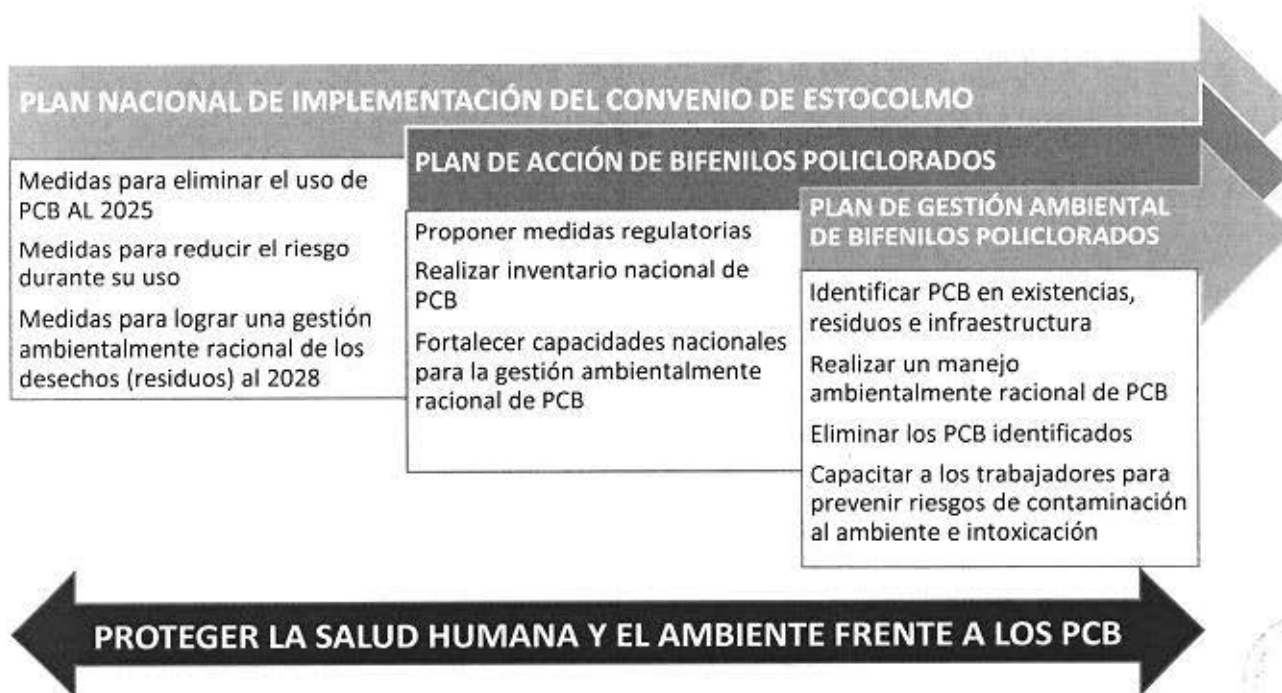 PLAN NACIONAL DE IMPLEMENTACIÓN DEL CONVENIO DE ESTOCOLMO
Medidas para eliminar el uso de
PCB AL 2025
Medidas para reducir el riesgo
durante su uso
Medidas para lograr una gestión
ambientalmente racional de los
desechos (residuos) al 2028
PLAN DE ACCIÓN DE BIFENILOS POLICLORADOS
Proponer medidas regulatorias
Realizar inventario nacional de
PCB
Fortalecer capacidades nacionales
para la gestión ambientalmente
racional de PCB
PLAN DE GESTIÓN AMBIENTAL
DE BIFENILOS POLICLORADOS
Identificar PCB en existencias,
residuos e infraestructura
Realizar un manejo
ambientalmente racional de PCB
Eliminar los PCB identificados
Capacitar a los trabajadores para
prevenir riesgos de contaminación
al ambiente e intoxicación
PROTEGER LA SALUD HUMANA Y EL AMBIENTE FRENTE A LOS PCB